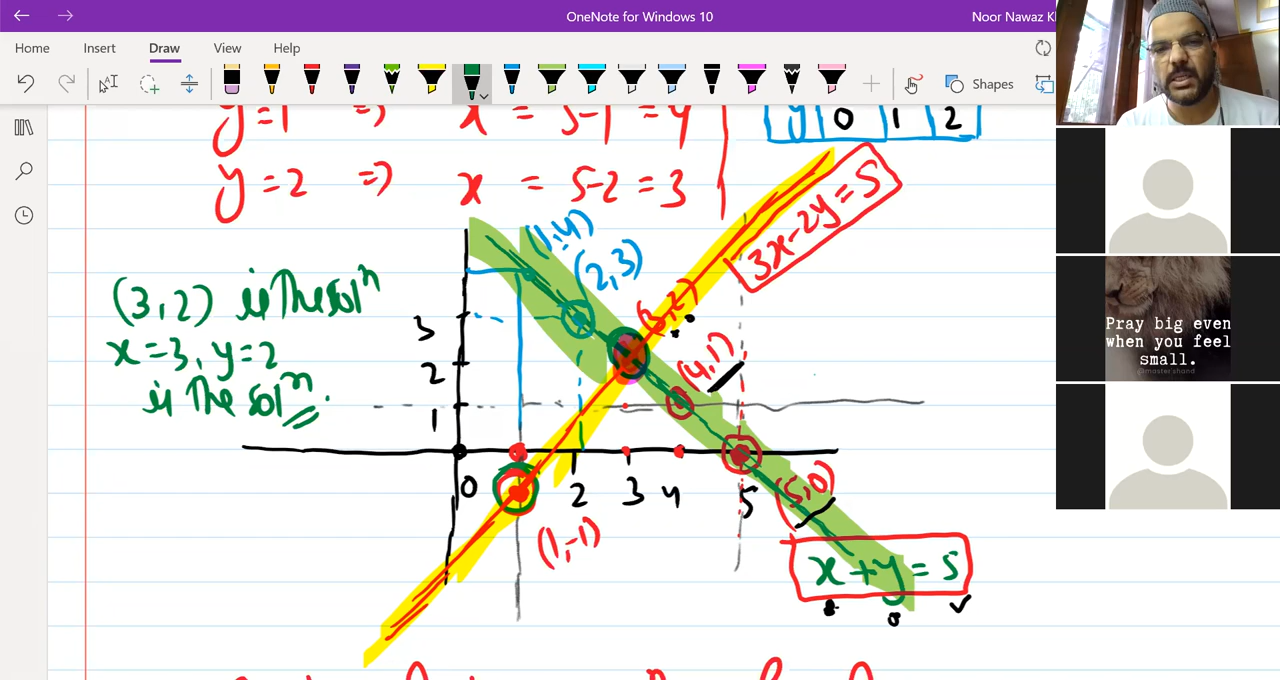 OneNote for Windows 10
Noor Nawaz K
Home Insert Draw View Help
Shapes
y=1 => x = 5-1=4
y 0 1 2
y=2 => x = 5-2=3
3x-2y=5
(1,4)
(2,3)
(3,2) is the solⁿ
(3,2)
x=3, y=2
is the solⁿ.
(4,1)
3
2
1
0 2 3 4 5
(5,0)
(1,-1)
x+y=5
Pray big even
when you feel
small.